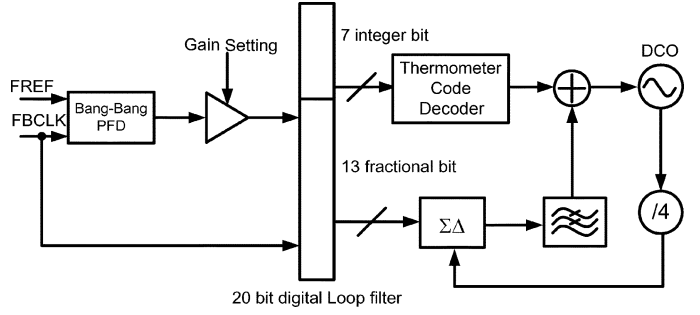 7 integer bit
Gain Setting
DCO
Thermometer
Code
Decoder
FREF
Bang-Bang
PFD
FBCLK
13 fractional bit
ΣΔ
/4
20 bit digital Loop filter